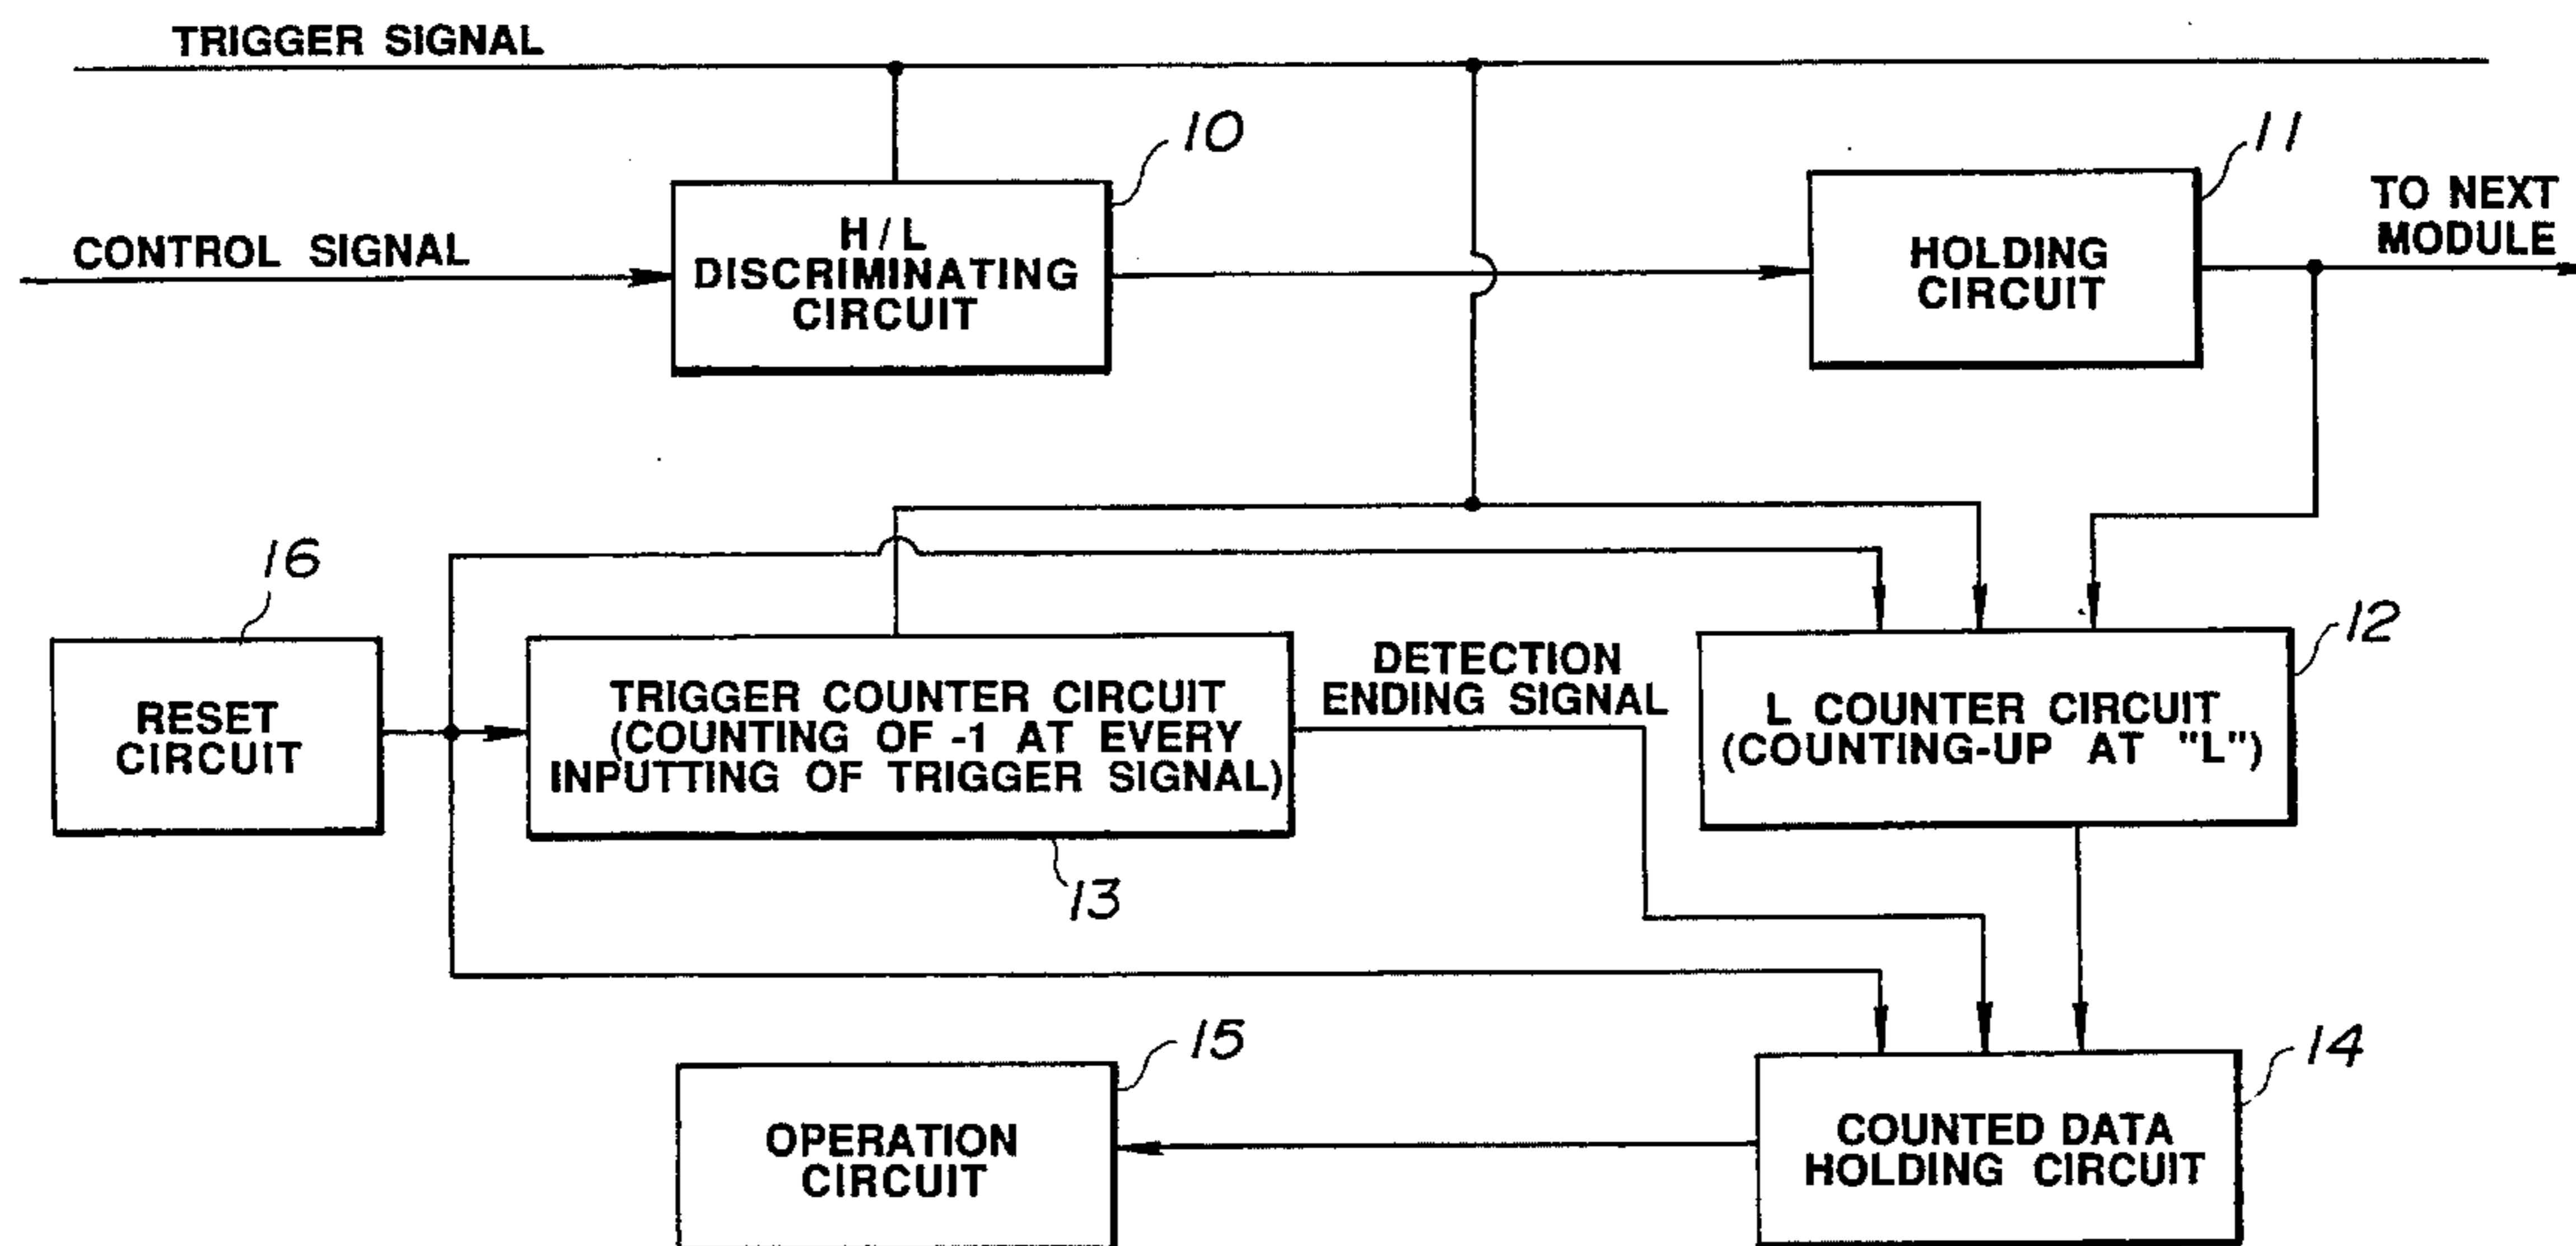 TRIGGER SIGNAL
10
11
TO NEXT
MODULE
CONTROL SIGNAL
H/L
DISCRIMINATING
CIRCUIT
HOLDING
CIRCUIT
16
12
RESET
CIRCUIT
TRIGGER COUNTER CIRCUIT
(COUNTING OF -1 AT EVERY
INPUTTING OF TRIGGER SIGNAL)
DETECTION
ENDING SIGNAL
L COUNTER CIRCUIT
(COUNTING-UP AT "L")
13
15
14
OPERATION
CIRCUIT
COUNTED DATA
HOLDING CIRCUIT